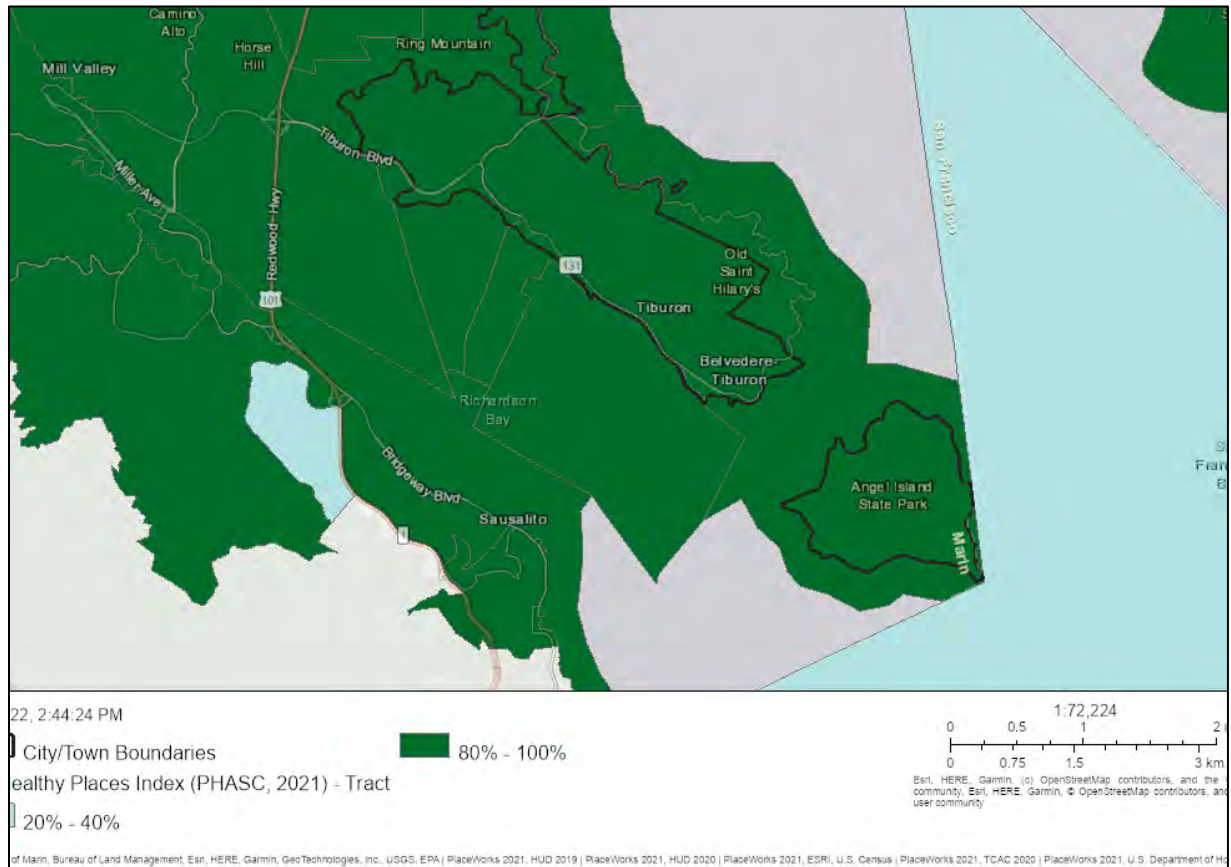 Camino
Alto
Horse
Hill
Ring Mountain
Mill Valley
Tiburon Blvd
Miller Ave
Redwood Hwy
San Francisco
101
131
Old
Saint
Hilary's
Tiburon
Belvedere-
Tiburon
Richardson
Bay
Bridgeway Blvd
Sausalito
1
Angel Island
State Park
Marin
S
Fran
B
22, 2:44:24 PM
City/Town Boundaries
80% - 100%
ealthy Places Index (PHASC, 2021) - Tract
20% - 40%
1:72,224
0 0.5 1 2
0 0.75 1.5 3 km
Esri, HERE, Garmin, (c) OpenStreetMap contributors, and the
community, Esri, HERE, Garmin, © OpenStreetMap contributors, and
user community
of Marin, Bureau of Land Management, Esri, HERE, Garmin, GeoTechnologies, Inc., USGS, EPA | PlaceWorks 2021, HUD 2019 | PlaceWorks 2021, HUD 2020 | PlaceWorks 2021, ESRI, U.S. Census | PlaceWorks 2021, TCAC 2020 | PlaceWorks 2021, U.S. Department of Ho